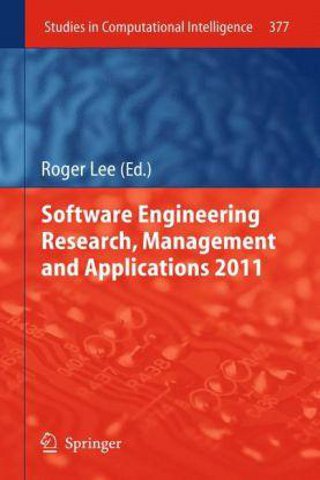 Studies in Computational Intelligence 377
Roger Lee (Ed.)
Software Engineering
Research, Management
and Applications 2011
Springer